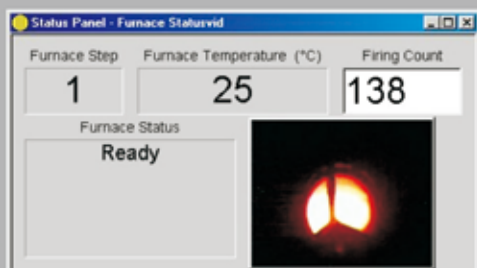 Status Panel - Furnace Statusvid
Furnace Step Furnace Temperature (°C) Firing Count
1 25 138
Furnace Status
Ready